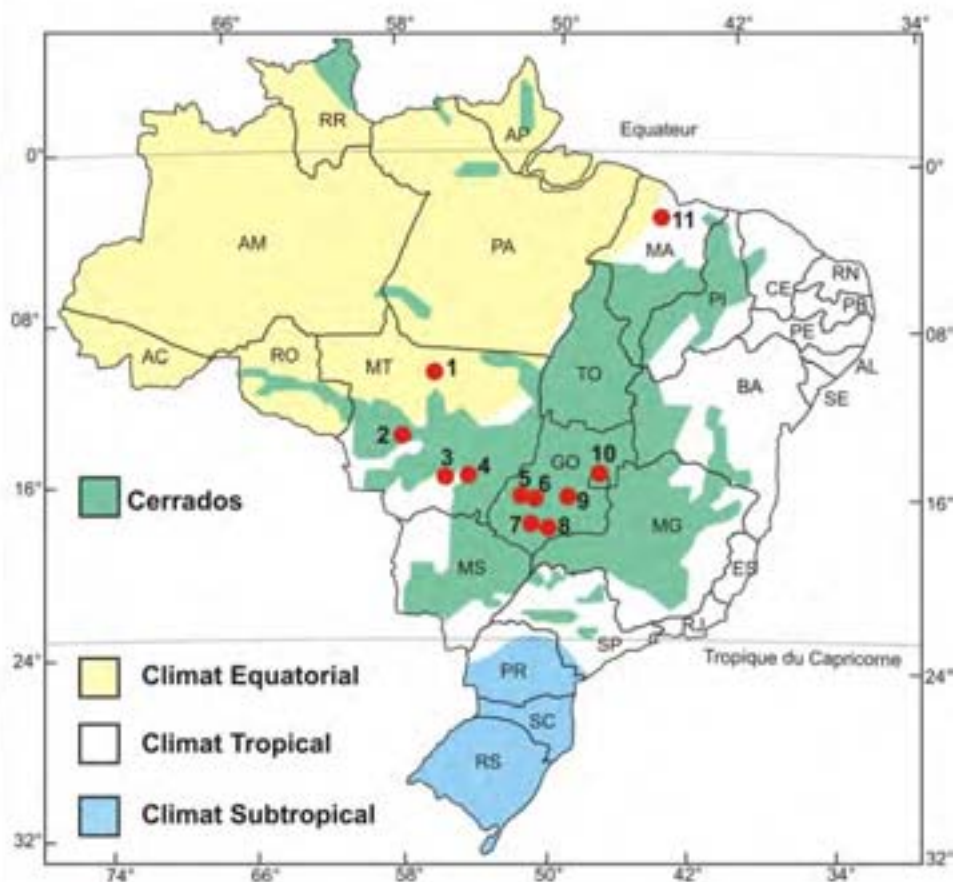 66° 58° 50° 42° 34°
RR
AP
Equateur
0° 0°
11
AM
PA
MA
RN
CE
PI
PB
08° 08°
PE
AC
RO
MT
1
AL
TO
BA
SE
2
10
3 4
GO
5
6
16° 16°
Cerrados
9
7
8
MG
MS
ES
RJ
SP
24° 24°
Tropique du Capricorne
PR
Climat Equatorial
SC
Climat Tropical
RS
Climat Subtropical
32° 32°
74° 66° 58° 50° 42° 34°